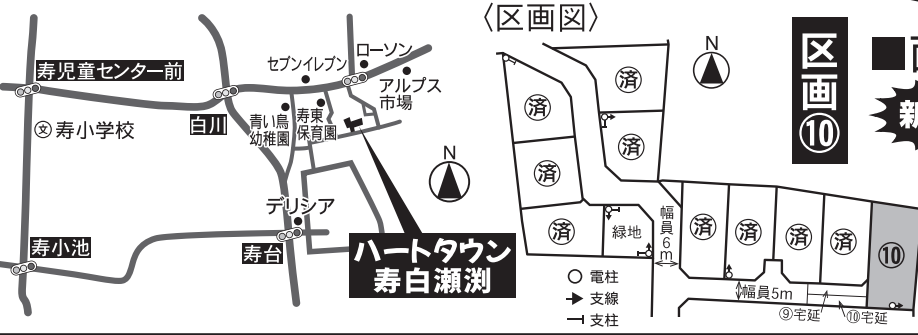 寿児童センター前
文 寿小学校
白川
セブンイレブン
ローソン
アルプス
市場
青い鳥
幼稚園
寿東
保育園
デリシア
寿小池
寿台
N
ハートタウン
寿白瀬渕
〈区画図〉
済
済
済
済
済
済
済
済
済
緑地
幅員6m
幅員5m
⑨宅延
⑩宅延
⑩
電柱
支線
支柱
N
区画⑩